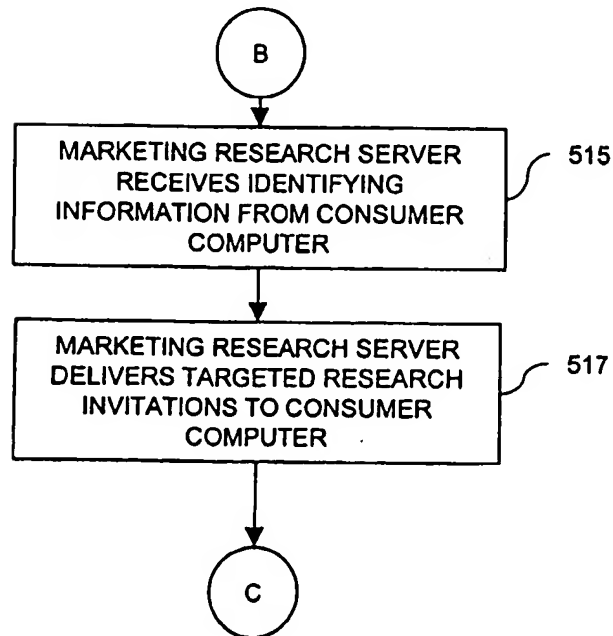 B
MARKETING RESEARCH SERVER
RECEIVES IDENTIFYING
INFORMATION FROM CONSUMER
COMPUTER
515
MARKETING RESEARCH SERVER
DELIVERS TARGETED RESEARCH
INVITATIONS TO CONSUMER
COMPUTER
517
C